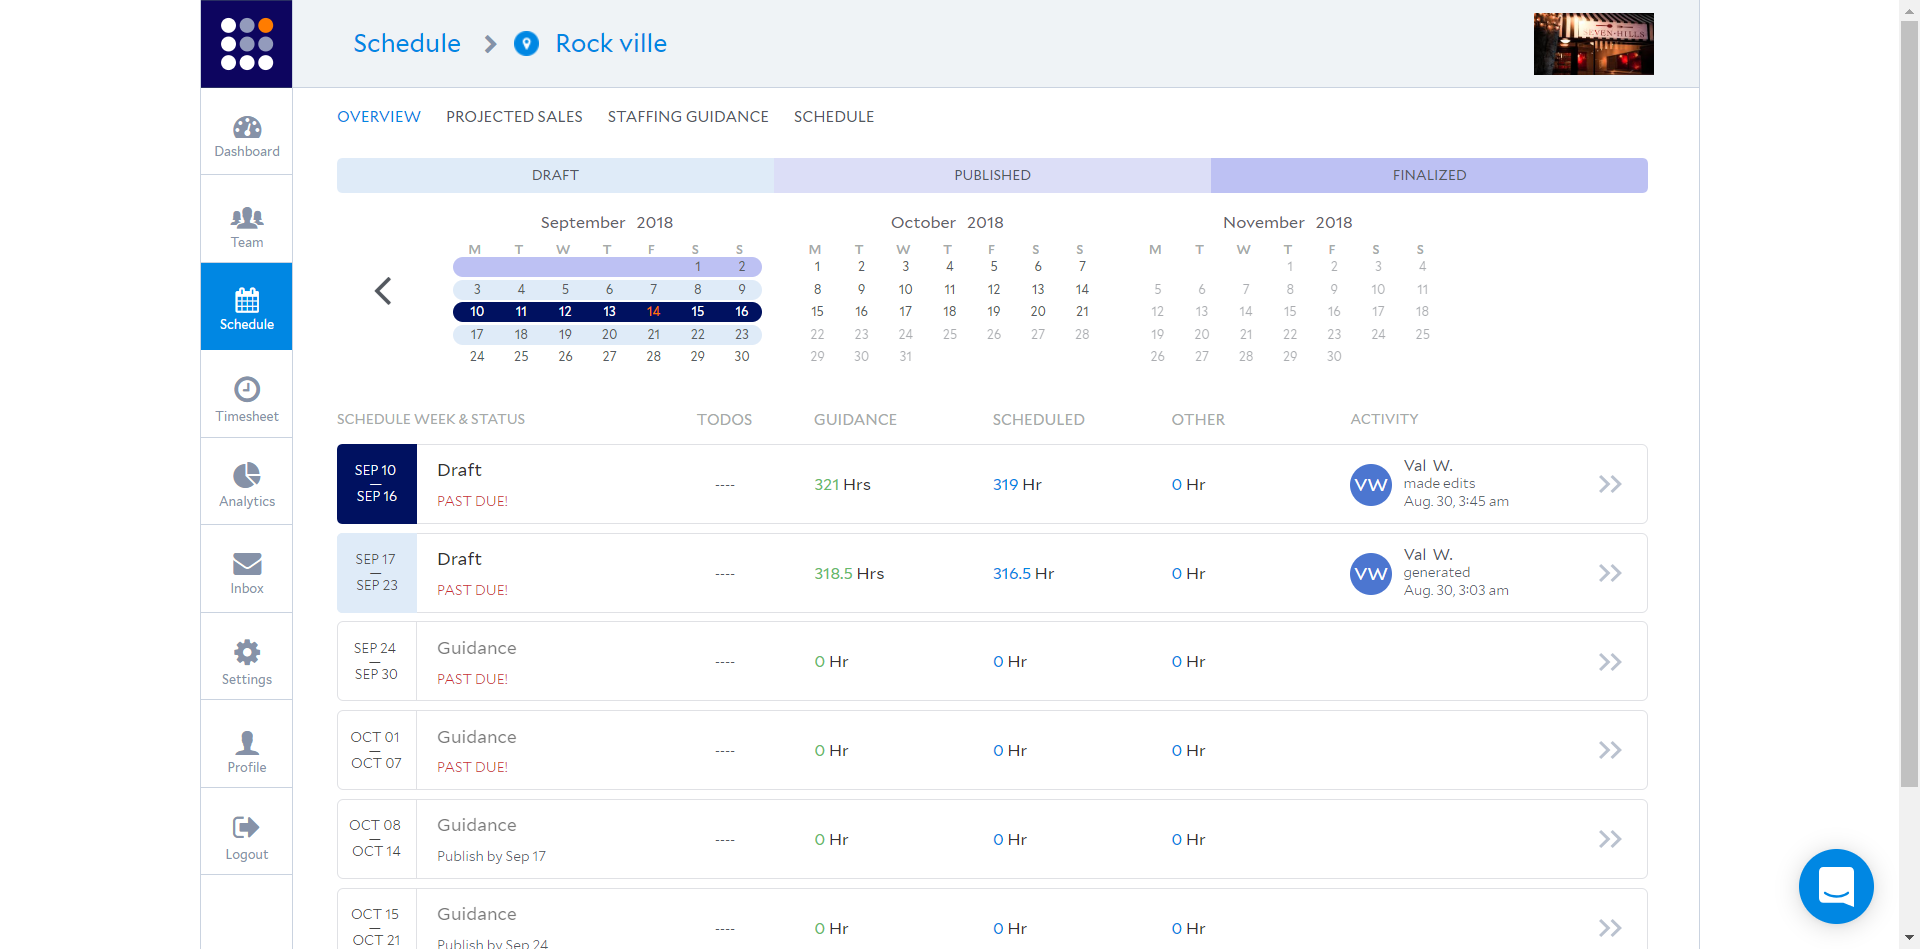 Schedule Rock ville
SEVEN·HILLS
Dashboard
Team
Schedule
Timesheet
Analytics
Inbox
Settings
Profile
Logout
OVERVIEW PROJECTED SALES STAFFING GUIDANCE SCHEDULE
DRAFT PUBLISHED FINALIZED
September 2018
M T W T F S S
1 2
3 4 5 6 7 8 9
10 11 12 13 14 15 16
17 18 19 20 21 22 23
24 25 26 27 28 29 30
October 2018
M T W T F S S
1 2 3 4 5 6 7
8 9 10 11 12 13 14
15 16 17 18 19 20 21
22 23 24 25 26 27 28
29 30 31
November 2018
M T W T F S S
1 2 3 4
5 6 7 8 9 10 11
12 13 14 15 16 17 18
19 20 21 22 23 24 25
26 27 28 29 30
SCHEDULE WEEK & STATUS TODOS GUIDANCE SCHEDULED OTHER ACTIVITY
SEP 10
—
SEP 16
Draft
PAST DUE!
---- 321 Hrs 319 Hr 0 Hr
VW
Val W.
made edits
Aug. 30, 3:45 am
SEP 17
—
SEP 23
Draft
PAST DUE!
---- 318.5 Hrs 316.5 Hr 0 Hr
VW
Val W.
generated
Aug. 30, 3:03 am
SEP 24
—
SEP 30
Guidance
PAST DUE!
---- 0 Hr 0 Hr 0 Hr
OCT 01
—
OCT 07
Guidance
PAST DUE!
---- 0 Hr 0 Hr 0 Hr
OCT 08
—
OCT 14
Guidance
Publish by Sep 17
---- 0 Hr 0 Hr 0 Hr
OCT 15
—
OCT 21
Guidance
Publish by Sep 24
---- 0 Hr 0 Hr 0 Hr